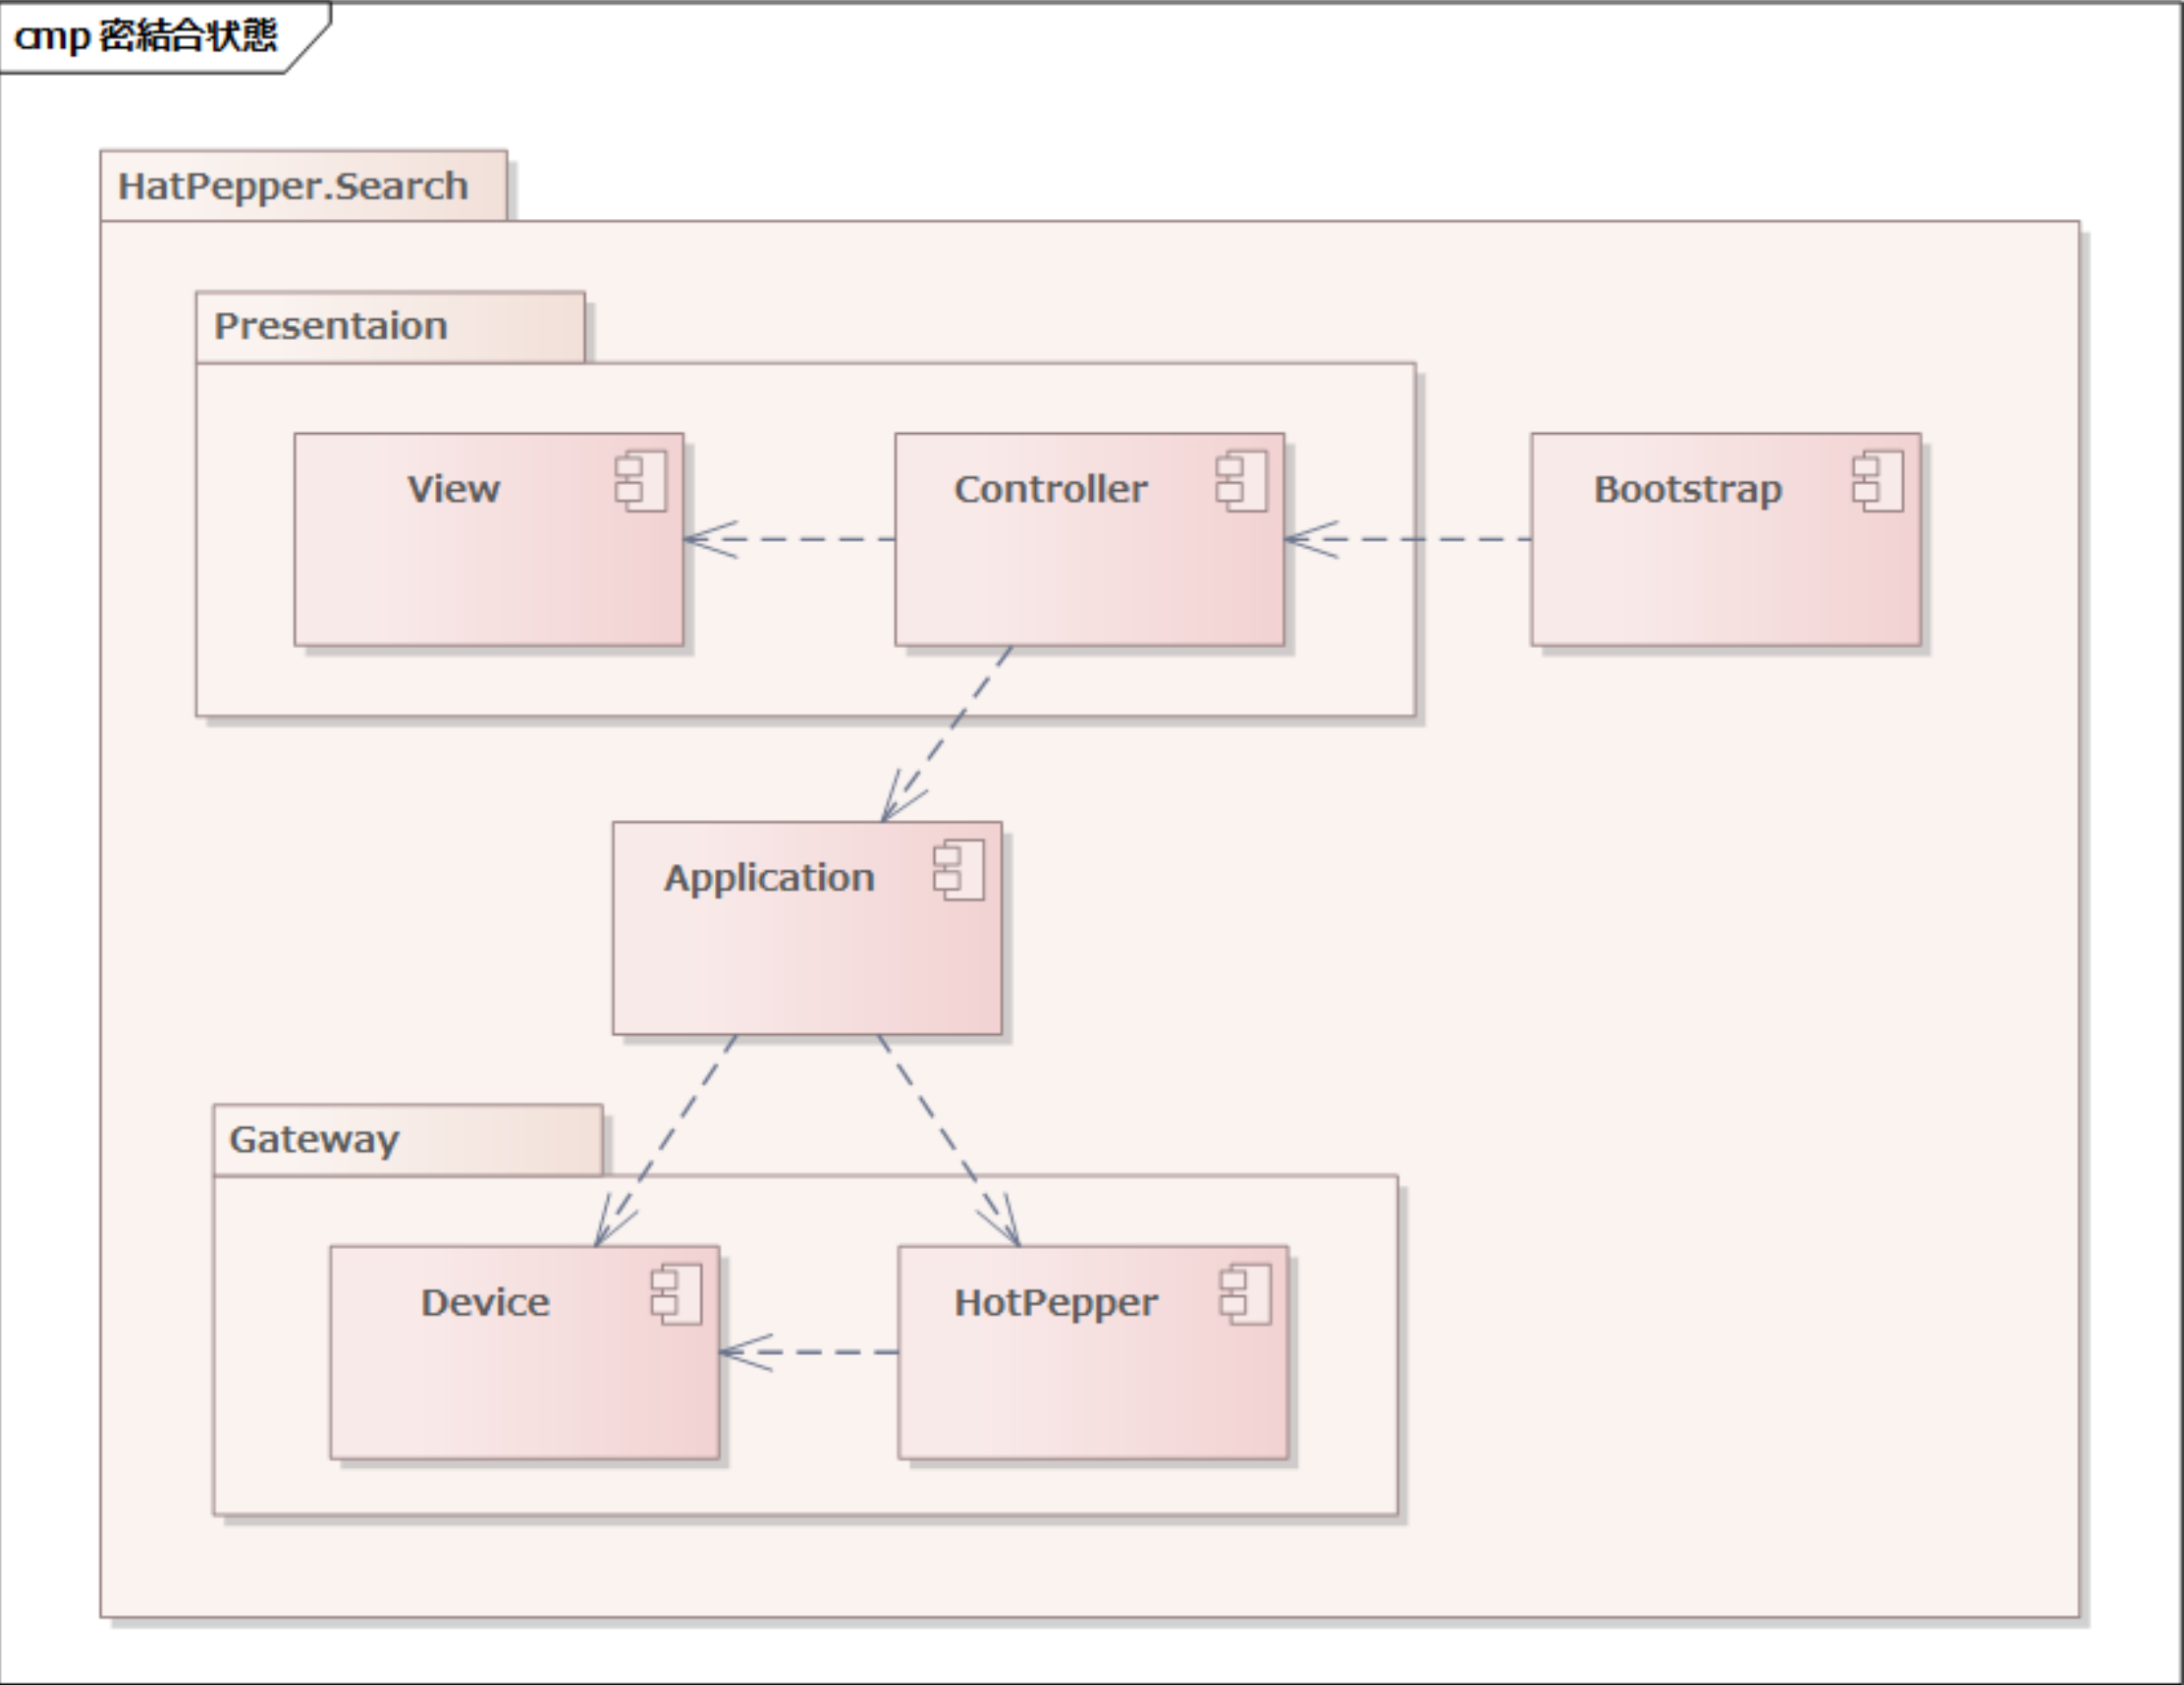 cmp 密結合状態
HatPepper.Search
Presentaion
View
Controller
Bootstrap
Application
Gateway
Device
HotPepper